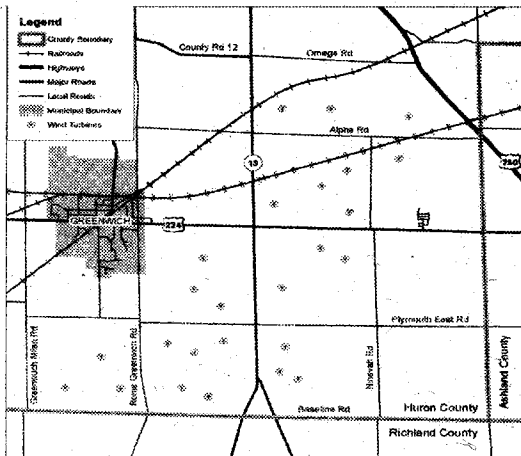 Legend
County Boundary
Railroads
Highways
Major Roads
Local Roads
Municipal Boundary
Wind Turbines
County Rd 12
Omega Rd
Alpha Rd
13
250
GREENWICH
224
Plymouth East Rd
Greenwich Milan Rd
Rome Greenwich Rd
Noswalt Rd
Ashland County
Baseline Rd
Huron County
Richland County